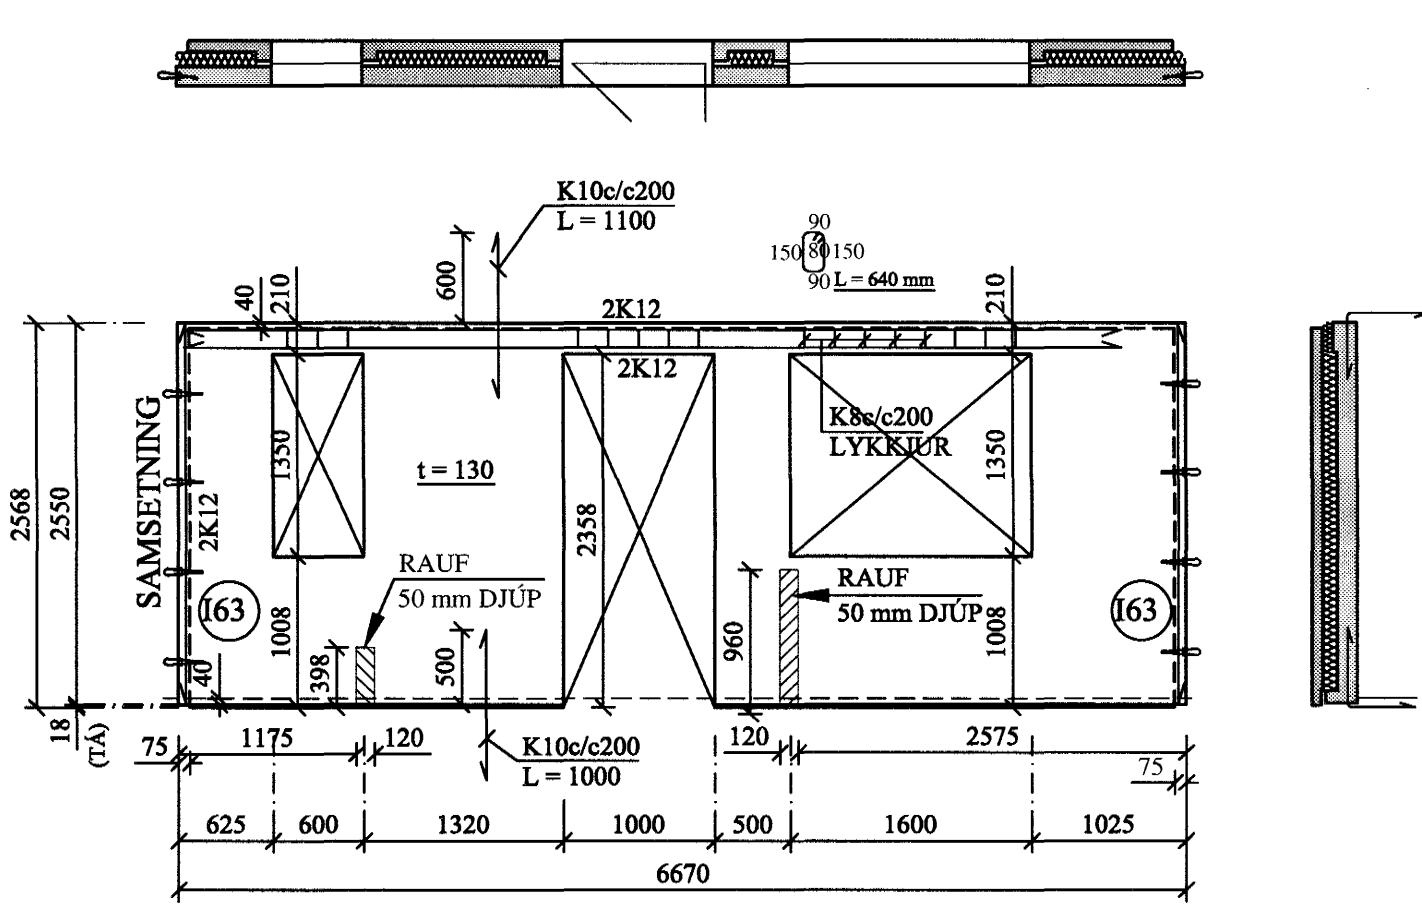 K10c/c200
L = 1100
90
150 80 150
90 L = 640 mm
600
40
210
2K12
210
2K12
K8c/c200
LYKKJUR
SAMSETNING
2568
2550
2K12
1350
t = 130
2358
1350
RAUF
50 mm DJÚP
RAUF
50 mm DJÚP
I63
I63
1008
40
398
500
960
1008
18
(TÁ)
75
1175
120
K10c/c200
L = 1000
120
2575
75
625
600
1320
1000
500
1600
1025
6670